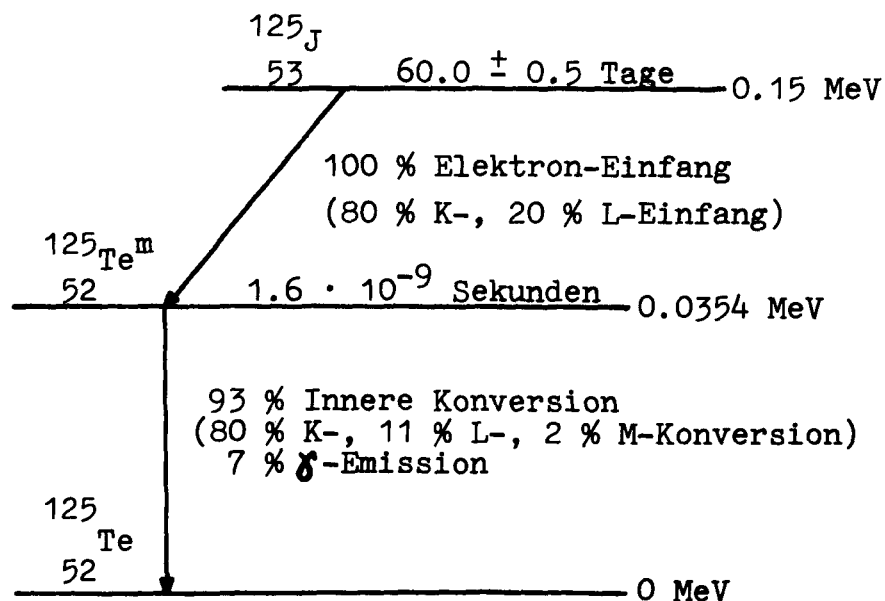 125 J
53 60.0 ± 0.5 Tage
0.15 MeV
100 % Elektron-Einfang
(80 % K-, 20 % L-Einfang)
125 Te m
52 1.6 · 10⁻⁹ Sekunden
0.0354 MeV
93 % Innere Konversion
(80 % K-, 11 % L-, 2 % M-Konversion)
7 % γ-Emission
125
Te
52
0 MeV